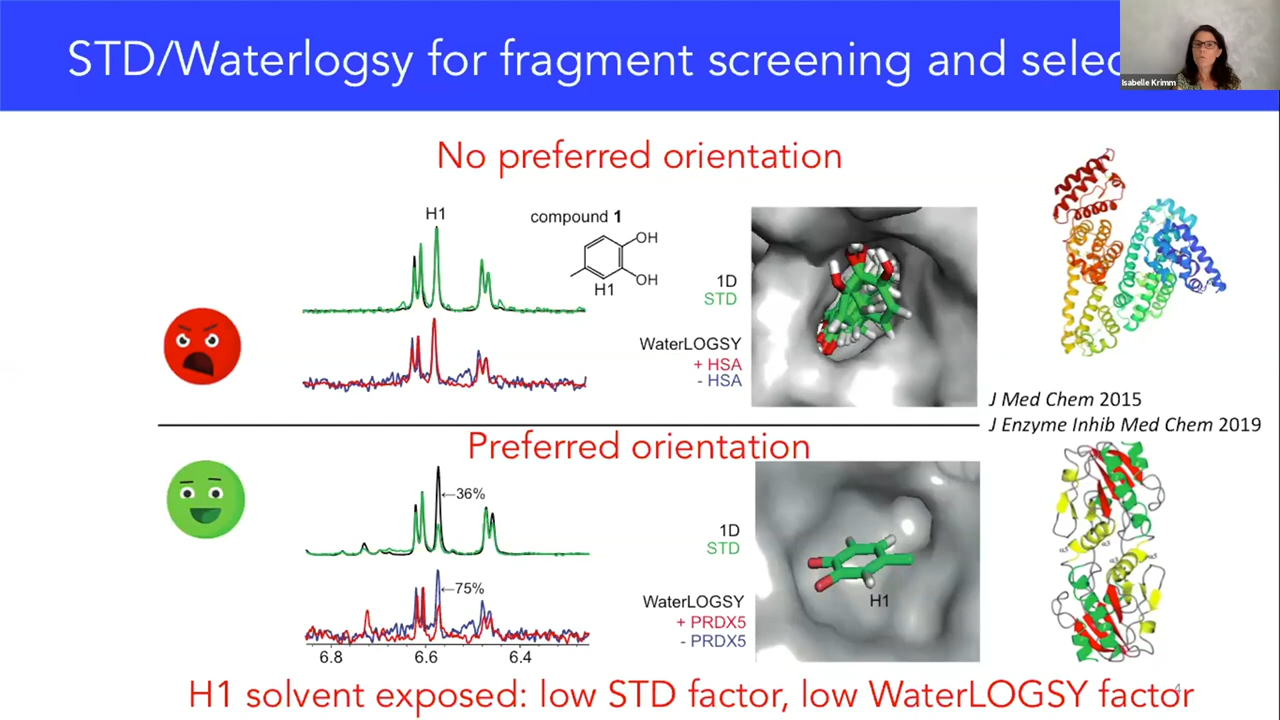 STD/Waterlogsy for fragment screening and selec
Isabelle Krimm
No preferred orientation
H1
compound 1
OH
OH
H1
1D
STD
WaterLOGSY
+ HSA
- HSA
J Med Chem 2015
J Enzyme Inhib Med Chem 2019
Preferred orientation
←36%
1D
STD
←75%
WaterLOGSY
+ PRDX5
- PRDX5
H1
6.8 6.6 6.4
H1 solvent exposed: low STD factor, low WaterLOGSY factor
4